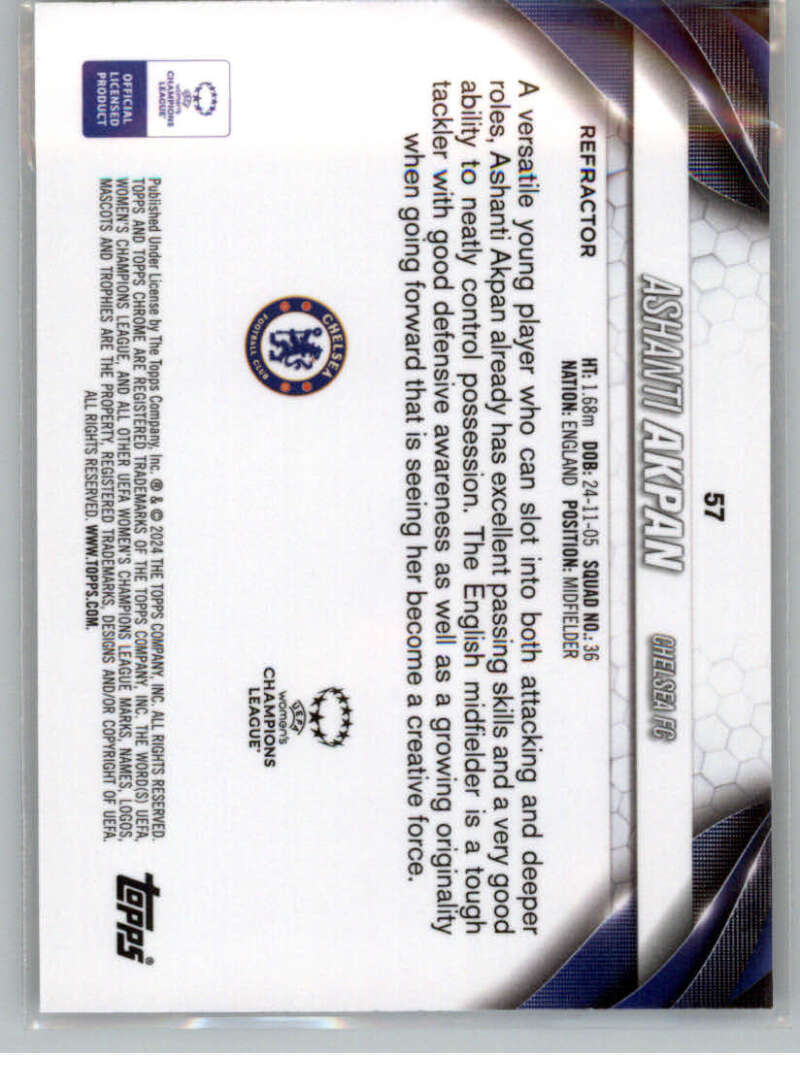 57
ASHANTI AKPAN CHELSEA FC
REFRACTOR
HT: 1.68m DOB: 24-11-05 SQUAD NO.: 36
NATION: ENGLAND POSITION: MIDFIELDER
A versatile young player who can slot into both attacking and deeper
roles, Ashanti Akpan already has excellent passing skills and a very good
ability to neatly control possession. The English midfielder is a tough
tackler with good defensive awareness as well as a growing originality
when going forward that is seeing her become a creative force.
CHELSEA
FOOTBALL CLUB
UEFA
women's
CHAMPIONS
LEAGUE™
UEFA
women's
CHAMPIONS
LEAGUE™
OFFICIAL
LICENSED
PRODUCT
Published Under License by The Topps Company, Inc. ® & © 2024 THE TOPPS COMPANY, INC. ALL RIGHTS RESERVED.
TOPPS AND TOPPS CHROME ARE REGISTERED TRADEMARKS OF THE TOPPS COMPANY, INC. THE WORD(S) UEFA,
WOMEN'S CHAMPIONS LEAGUE, AND ALL OTHER UEFA WOMEN'S CHAMPIONS LEAGUE MARKS, NAMES, LOGOS,
MASCOTS AND TROPHIES ARE THE PROPERTY, REGISTERED TRADEMARKS, DESIGNS AND/OR COPYRIGHT OF UEFA.
ALL RIGHTS RESERVED. WWW.TOPPS.COM.
topps®